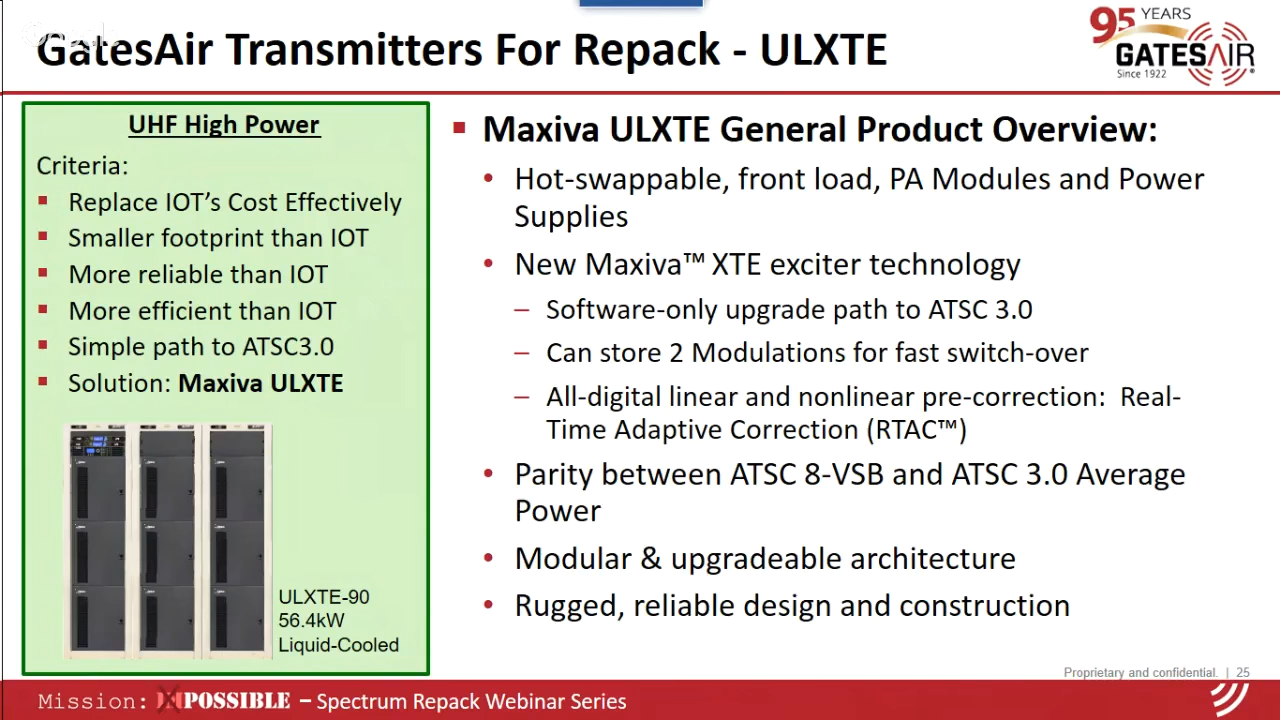 GatesAir Transmitters For Repack - ULXTE
95 YEARS
GATESAIR
Since 1922
UHF High Power
Criteria:
Replace IOT's Cost Effectively
Smaller footprint than IOT
More reliable than IOT
More efficient than IOT
Simple path to ATSC3.0
Solution: Maxiva ULXTE
ULXTE-90
56.4kW
Liquid-Cooled
Maxiva ULXTE General Product Overview:
Hot-swappable, front load, PA Modules and Power
Supplies
New Maxiva™ XTE exciter technology
– Software-only upgrade path to ATSC 3.0
– Can store 2 Modulations for fast switch-over
– All-digital linear and nonlinear pre-correction: Real-
Time Adaptive Correction (RTAC™)
Parity between ATSC 8-VSB and ATSC 3.0 Average
Power
Modular & upgradeable architecture
Rugged, reliable design and construction
Proprietary and confidential. | 25
Mission: IMPOSSIBLE – Spectrum Repack Webinar Series